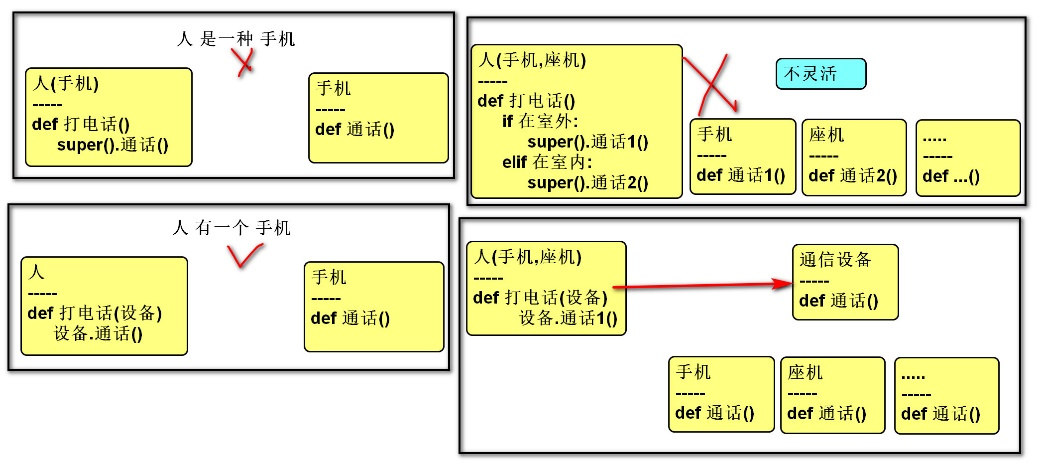 人 是一种 手机
人(手机)
-----
def 打电话()
super().通话()
手机
-----
def 通话()
人(手机,座机)
-----
def 打电话()
if 在室外:
super().通话1()
elif 在室内:
super().通话2()
不灵活
手机
-----
def 通话1()
座机
-----
def 通话2()
.....
-----
def ...()
人 有一个 手机
人
-----
def 打电话(设备)
设备.通话()
手机
-----
def 通话()
人(手机,座机)
-----
def 打电话(设备)
设备.通话1()
通信设备
-----
def 通话()
手机
-----
def 通话()
座机
-----
def 通话()
.....
-----
def 通话()